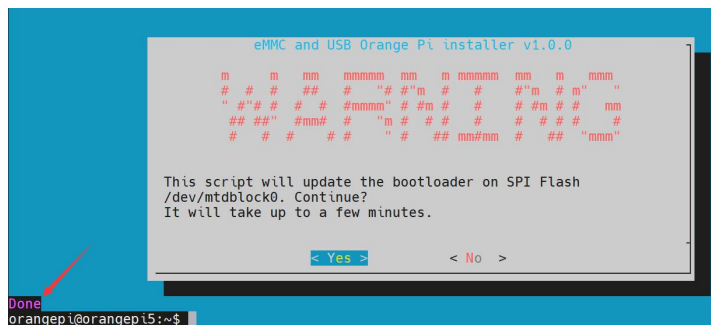 eMMC and USB Orange Pi installer v1.0.0
WARNING
This script will update the bootloader on SPI Flash
/dev/mtdblock0. Continue?
It will take up to a few minutes.
< Yes > < No >
Done
orangepi@orangepi5:~$